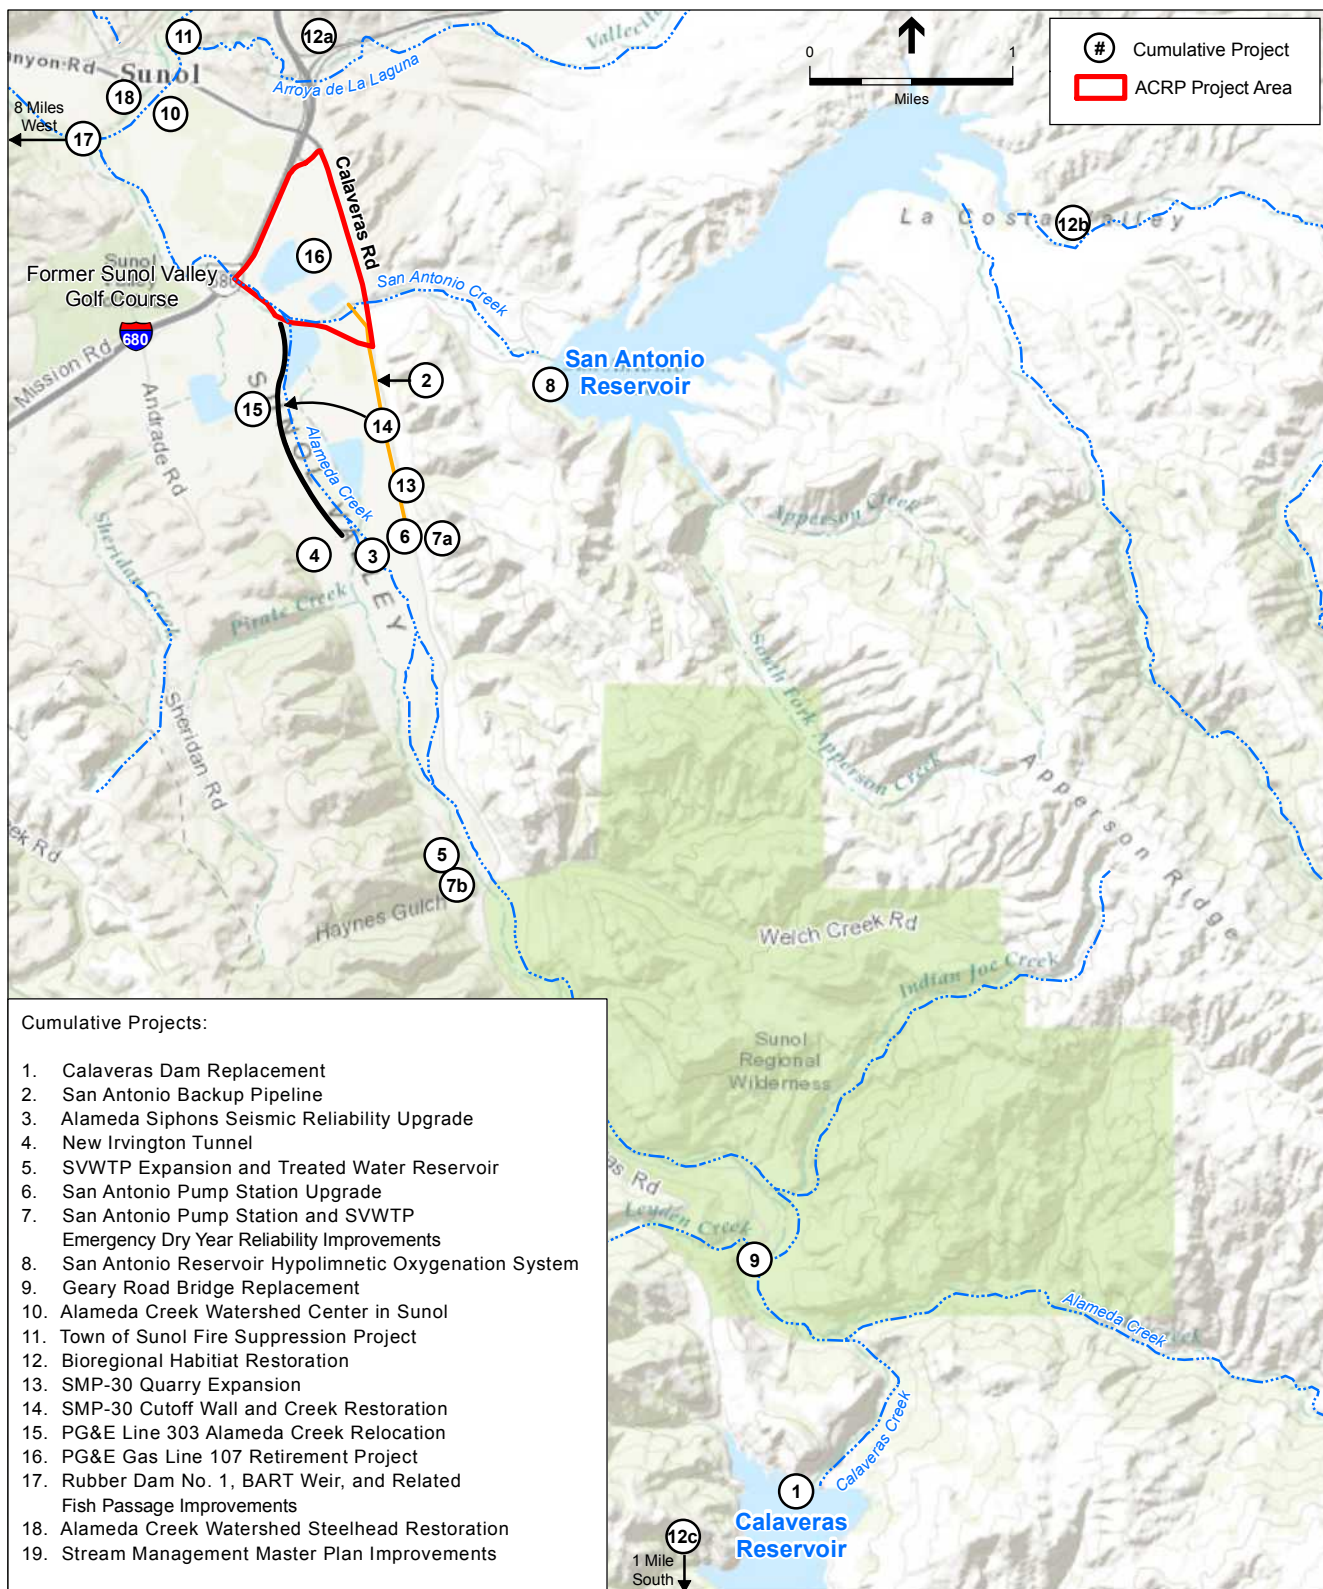 11
12a
Vallecitos
0
1
Miles
# Cumulative Project
ACRP Project Area
Canyon Rd
Sunol
Arroya de La Laguna
18
10
8 Miles
West
17
Calaveras Rd
16
La Costa Valley
12b
Sunol
Valley
Former Sunol Valley
Golf Course
680
San Antonio Creek
680
Mission Rd
San Antonio
Reservoir
8
2
15
14
Andrade Rd
SUNOL VALLEY
Alameda Creek
13
6
7a
4
3
Apperson Creek
Sheridan Creek
Pirate Creek
South Fork Apperson Creek
Sheridan Rd
Apperson Ridge
5
7b
Haynes Gulch
Welch Creek Rd
Indian Joe Creek
Sunol
Regional
Wilderness
Leyden Creek
9
Alameda Creek
Creek
Calaveras Creek
1
Calaveras
Reservoir
12c
1 Mile
South
Cumulative Projects:
1. Calaveras Dam Replacement
2. San Antonio Backup Pipeline
3. Alameda Siphons Seismic Reliability Upgrade
4. New Irvington Tunnel
5. SVWTP Expansion and Treated Water Reservoir
6. San Antonio Pump Station Upgrade
7. San Antonio Pump Station and SVWTP
Emergency Dry Year Reliability Improvements
8. San Antonio Reservoir Hypolimnetic Oxygenation System
9. Geary Road Bridge Replacement
10. Alameda Creek Watershed Center in Sunol
11. Town of Sunol Fire Suppression Project
12. Bioregional Habitiat Restoration
13. SMP-30 Quarry Expansion
14. SMP-30 Cutoff Wall and Creek Restoration
15. PG&E Line 303 Alameda Creek Relocation
16. PG&E Gas Line 107 Retirement Project
17. Rubber Dam No. 1, BART Weir, and Related
Fish Passage Improvements
18. Alameda Creek Watershed Steelhead Restoration
19. Stream Management Master Plan Improvements